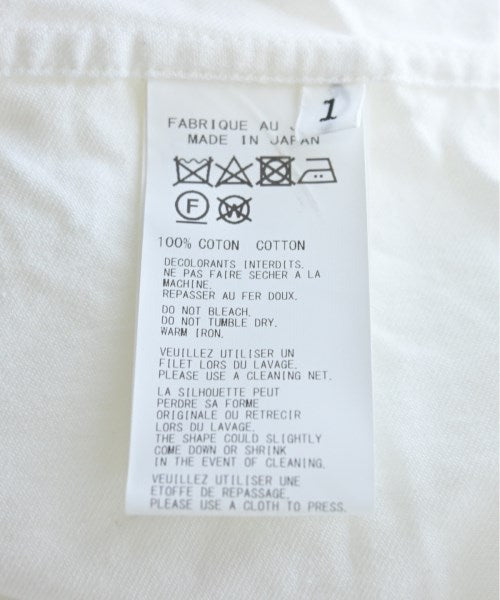 1
FABRIQUE AU
MADE IN JAPAN
F
W
100% COTON COTTON
DECOLORANTS INTERDITS.
NE PAS FAIRE SECHER A LA
MACHINE.
REPASSER AU FER DOUX.
DO NOT BLEACH.
DO NOT TUMBLE DRY.
WARM IRON.
VEUILLEZ UTILISER UN
FILET LORS DU LAVAGE.
PLEASE USE A CLEANING NET.
LA SILHOUETTE PEUT
PERDRE SA FORME
ORIGINALE OU RETRECIR
LORS DU LAVAGE.
THE SHAPE COULD SLIGHTLY
COME DOWN OR SHRINK
IN THE EVENT OF CLEANING.
VEUILLEZ UTILISER UNE
ETOFFE DE REPASSAGE.
PLEASE USE A CLOTH TO PRESS.